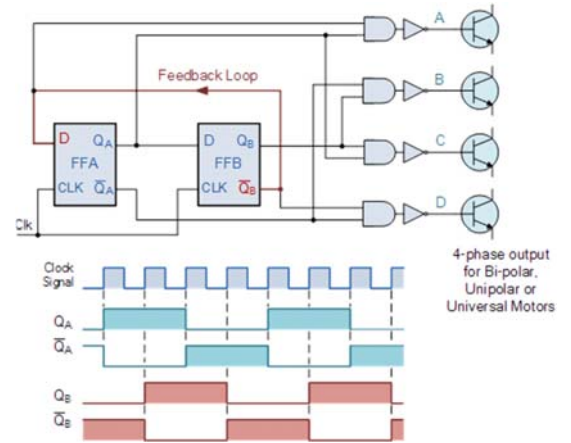 A
Feedback Loop
B
D QA D QB
FFA FFB
C
CLK Q̅A CLK Q̅B
Clk
D
4-phase output
for Bi-polar,
Unipolar or
Universal Motors
Clock
Signal
QA
Q̅A
QB
Q̅B